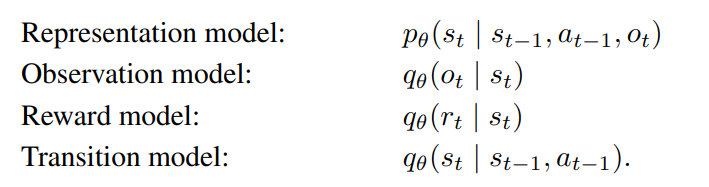 Representation model: pθ(st | st−1, at−1, ot)
Observation model: qθ(ot | st)
Reward model: qθ(rt | st)
Transition model: qθ(st | st−1, at−1).